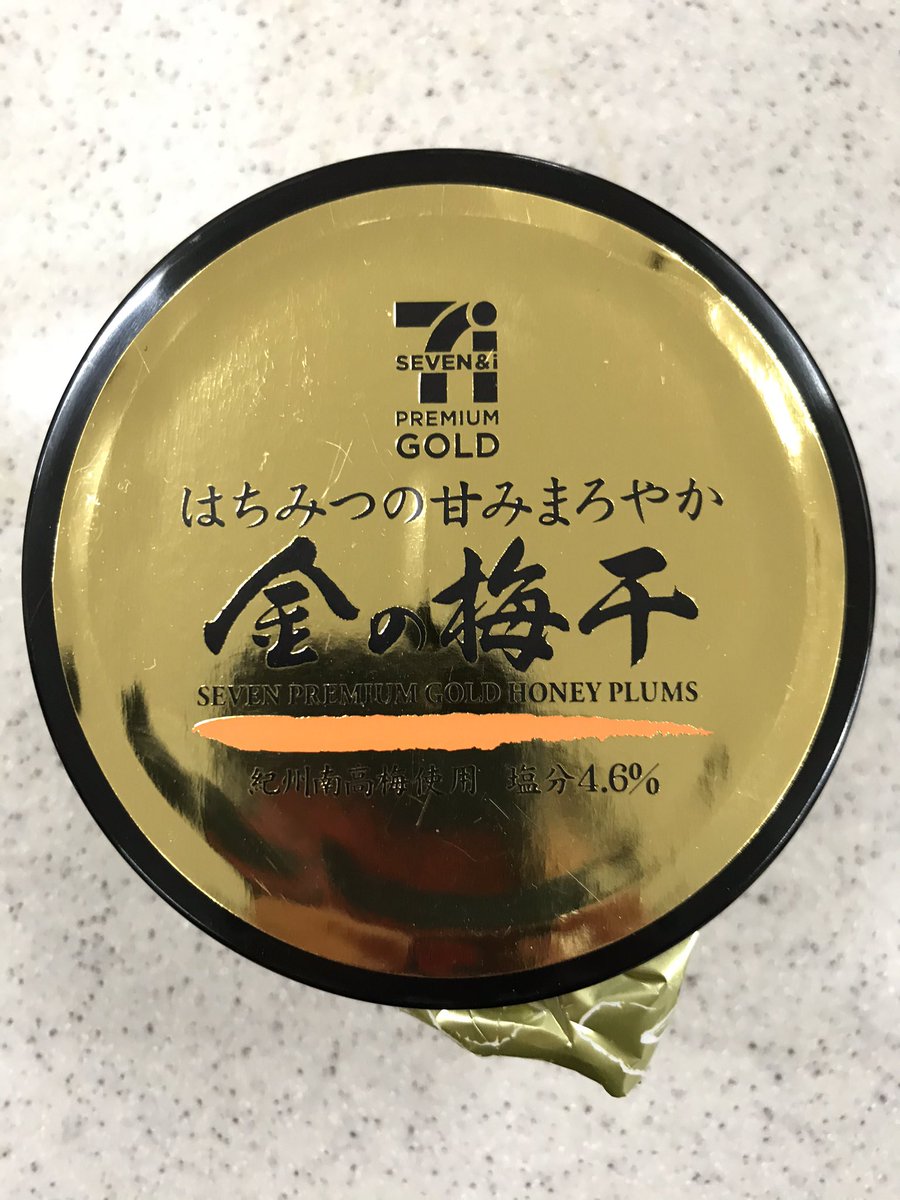 7i
SEVEN&i
PREMIUM
GOLD
はちみつの甘みまろやか
金の梅干
SEVEN PREMIUM GOLD HONEY PLUMS
紀州南高梅使用 塩分4.6%